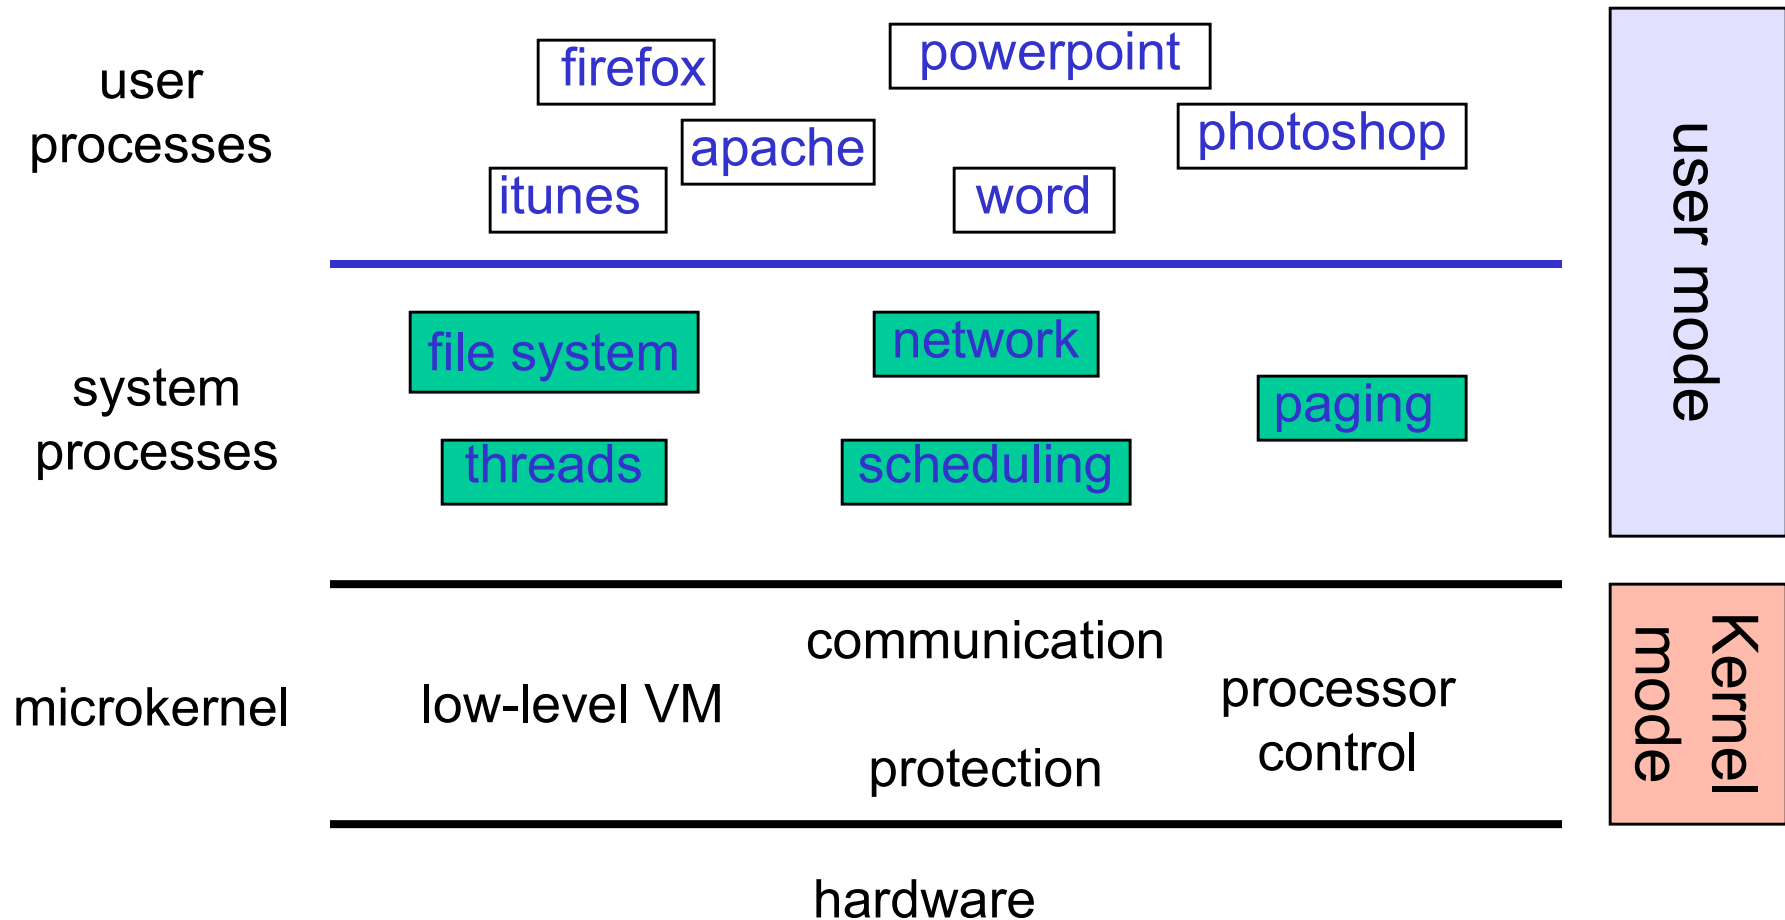 user
processes
firefox
powerpoint
apache
photoshop
itunes
word
system
processes
file system
network
paging
threads
scheduling
microkernel
low-level VM
communication
protection
processor
control
hardware
user mode
Kernel
mode